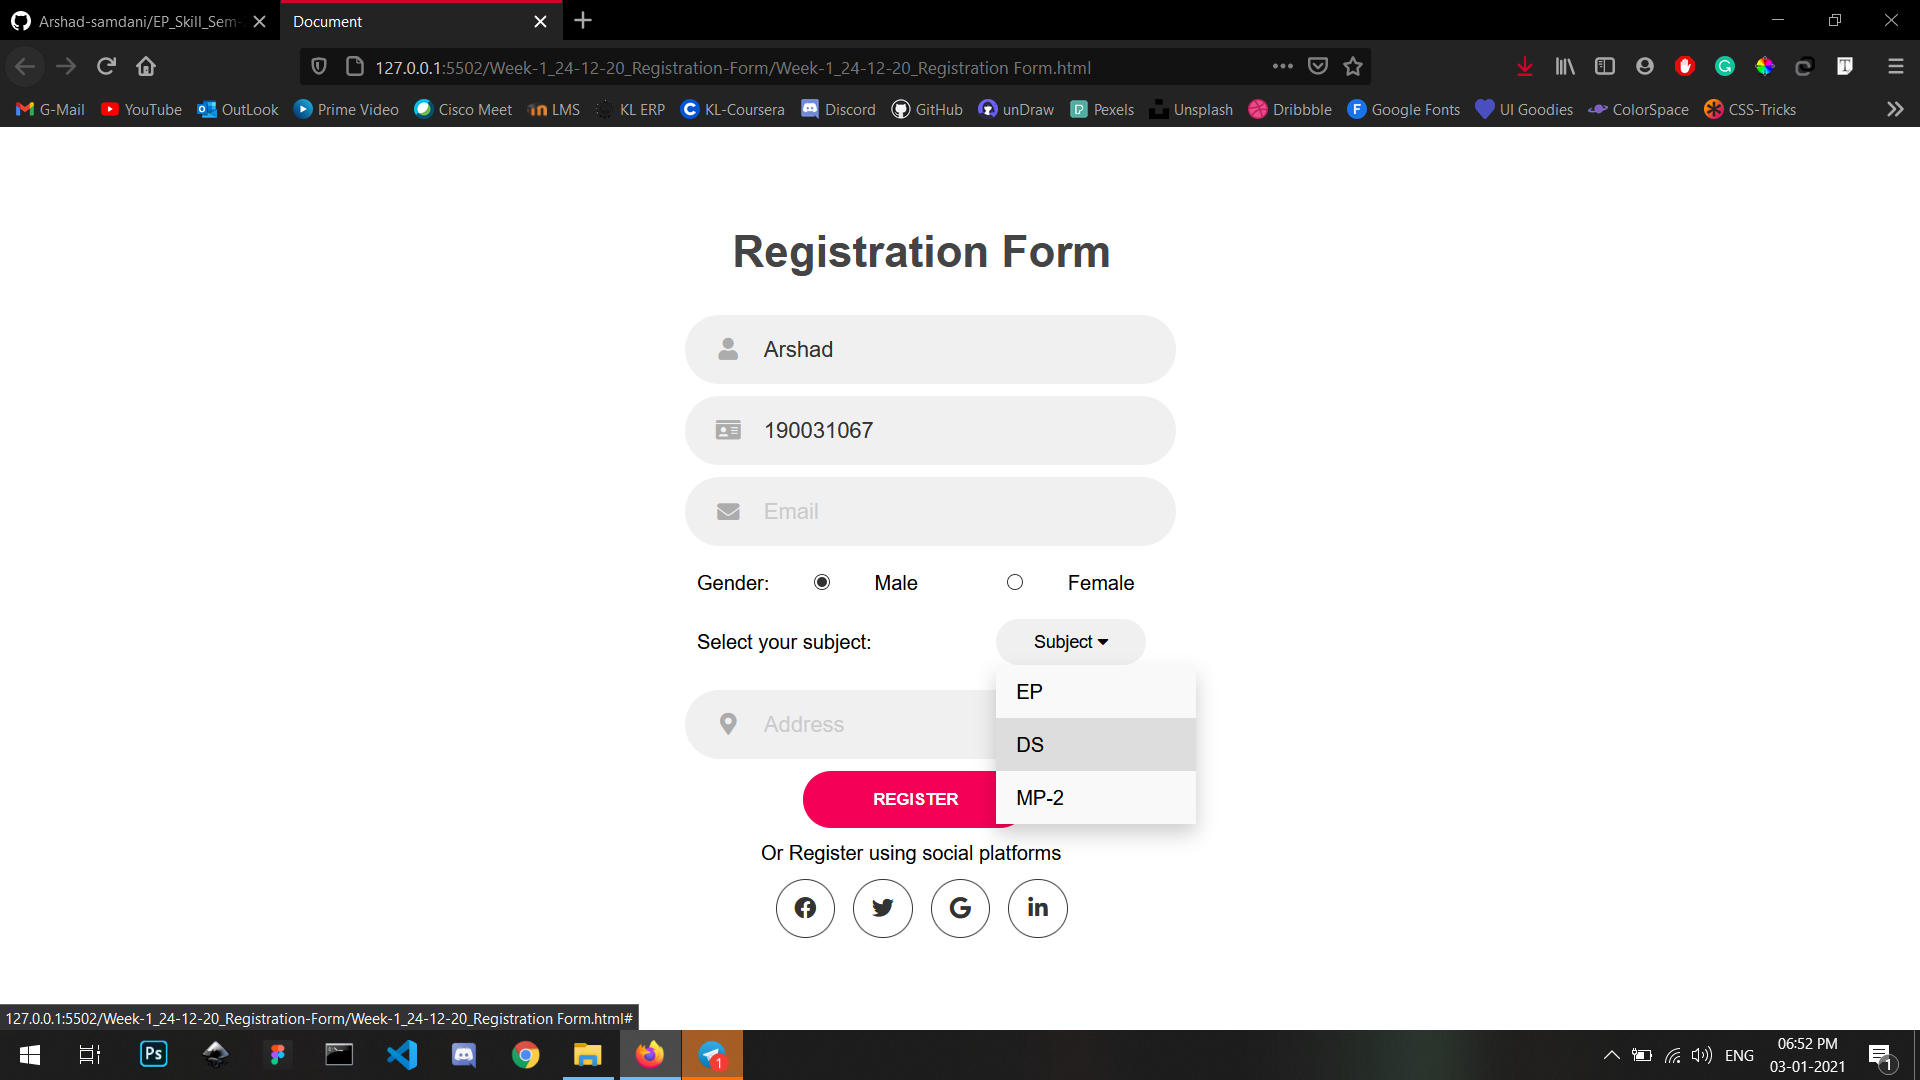 Arshad-samdani/EP_Skill_Sem-
Document
127.0.0.1:5502/Week-1_24-12-20_Registration-Form/Week-1_24-12-20_Registration Form.html
G-Mail YouTube OutLook Prime Video Cisco Meet LMS KL ERP KL-Coursera Discord GitHub unDraw Pexels Unsplash Dribbble Google Fonts UI Goodies ColorSpace CSS-Tricks
Registration Form
Arshad
190031067
Email
Gender: Male Female
Select your subject: Subject
EP
Address
DS
MP-2
REGISTER
Or Register using social platforms
127.0.0.1:5502/Week-1_24-12-20_Registration Form/Week-1_24-12-20_Registration Form.html#
Ps
1
ENG
06:52 PM
03-01-2021
1